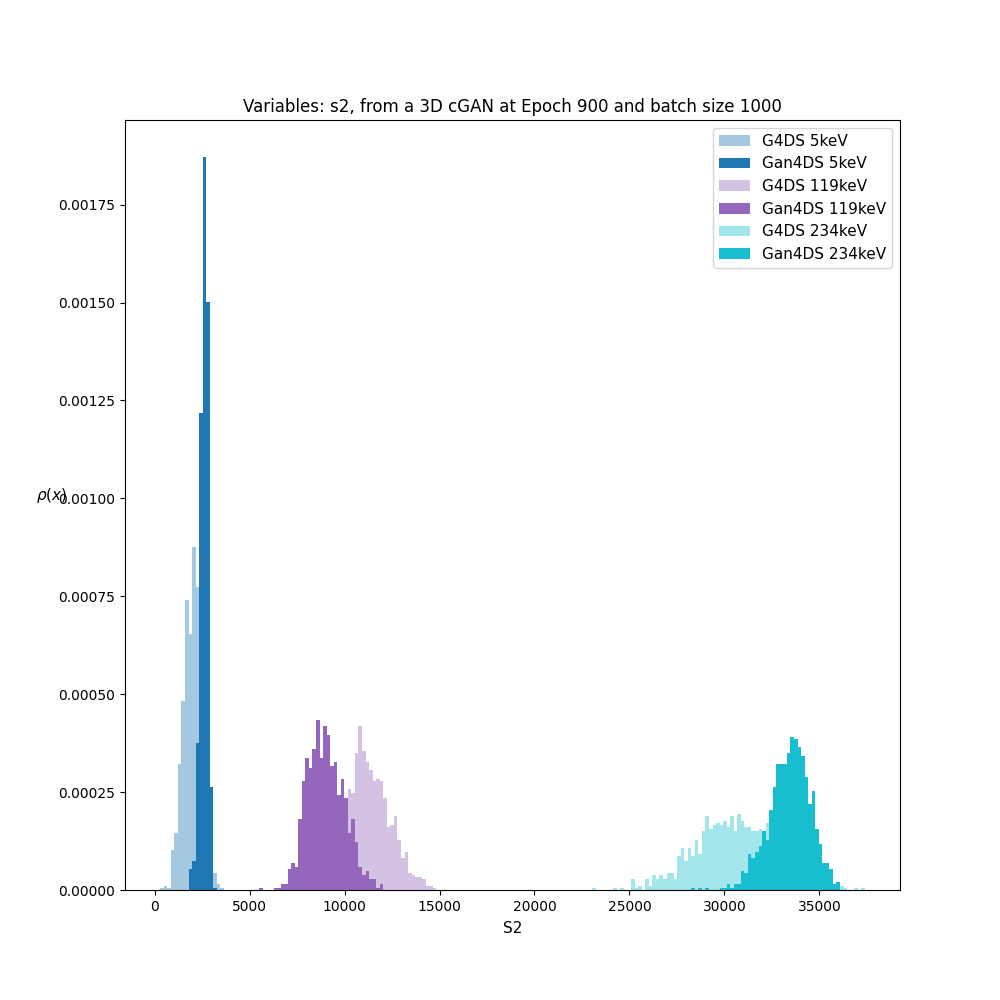 Variables: s2, from a 3D cGAN at Epoch 900 and batch size 1000
G4DS 5keV
Gan4DS 5keV
G4DS 119keV
Gan4DS 119keV
G4DS 234keV
Gan4DS 234keV
0.00175
0.00150
0.00125
ρ(x)
0.00100
0.00075
0.00050
0.00025
0.00000
0 5000 10000 15000 20000 25000 30000 35000
S2